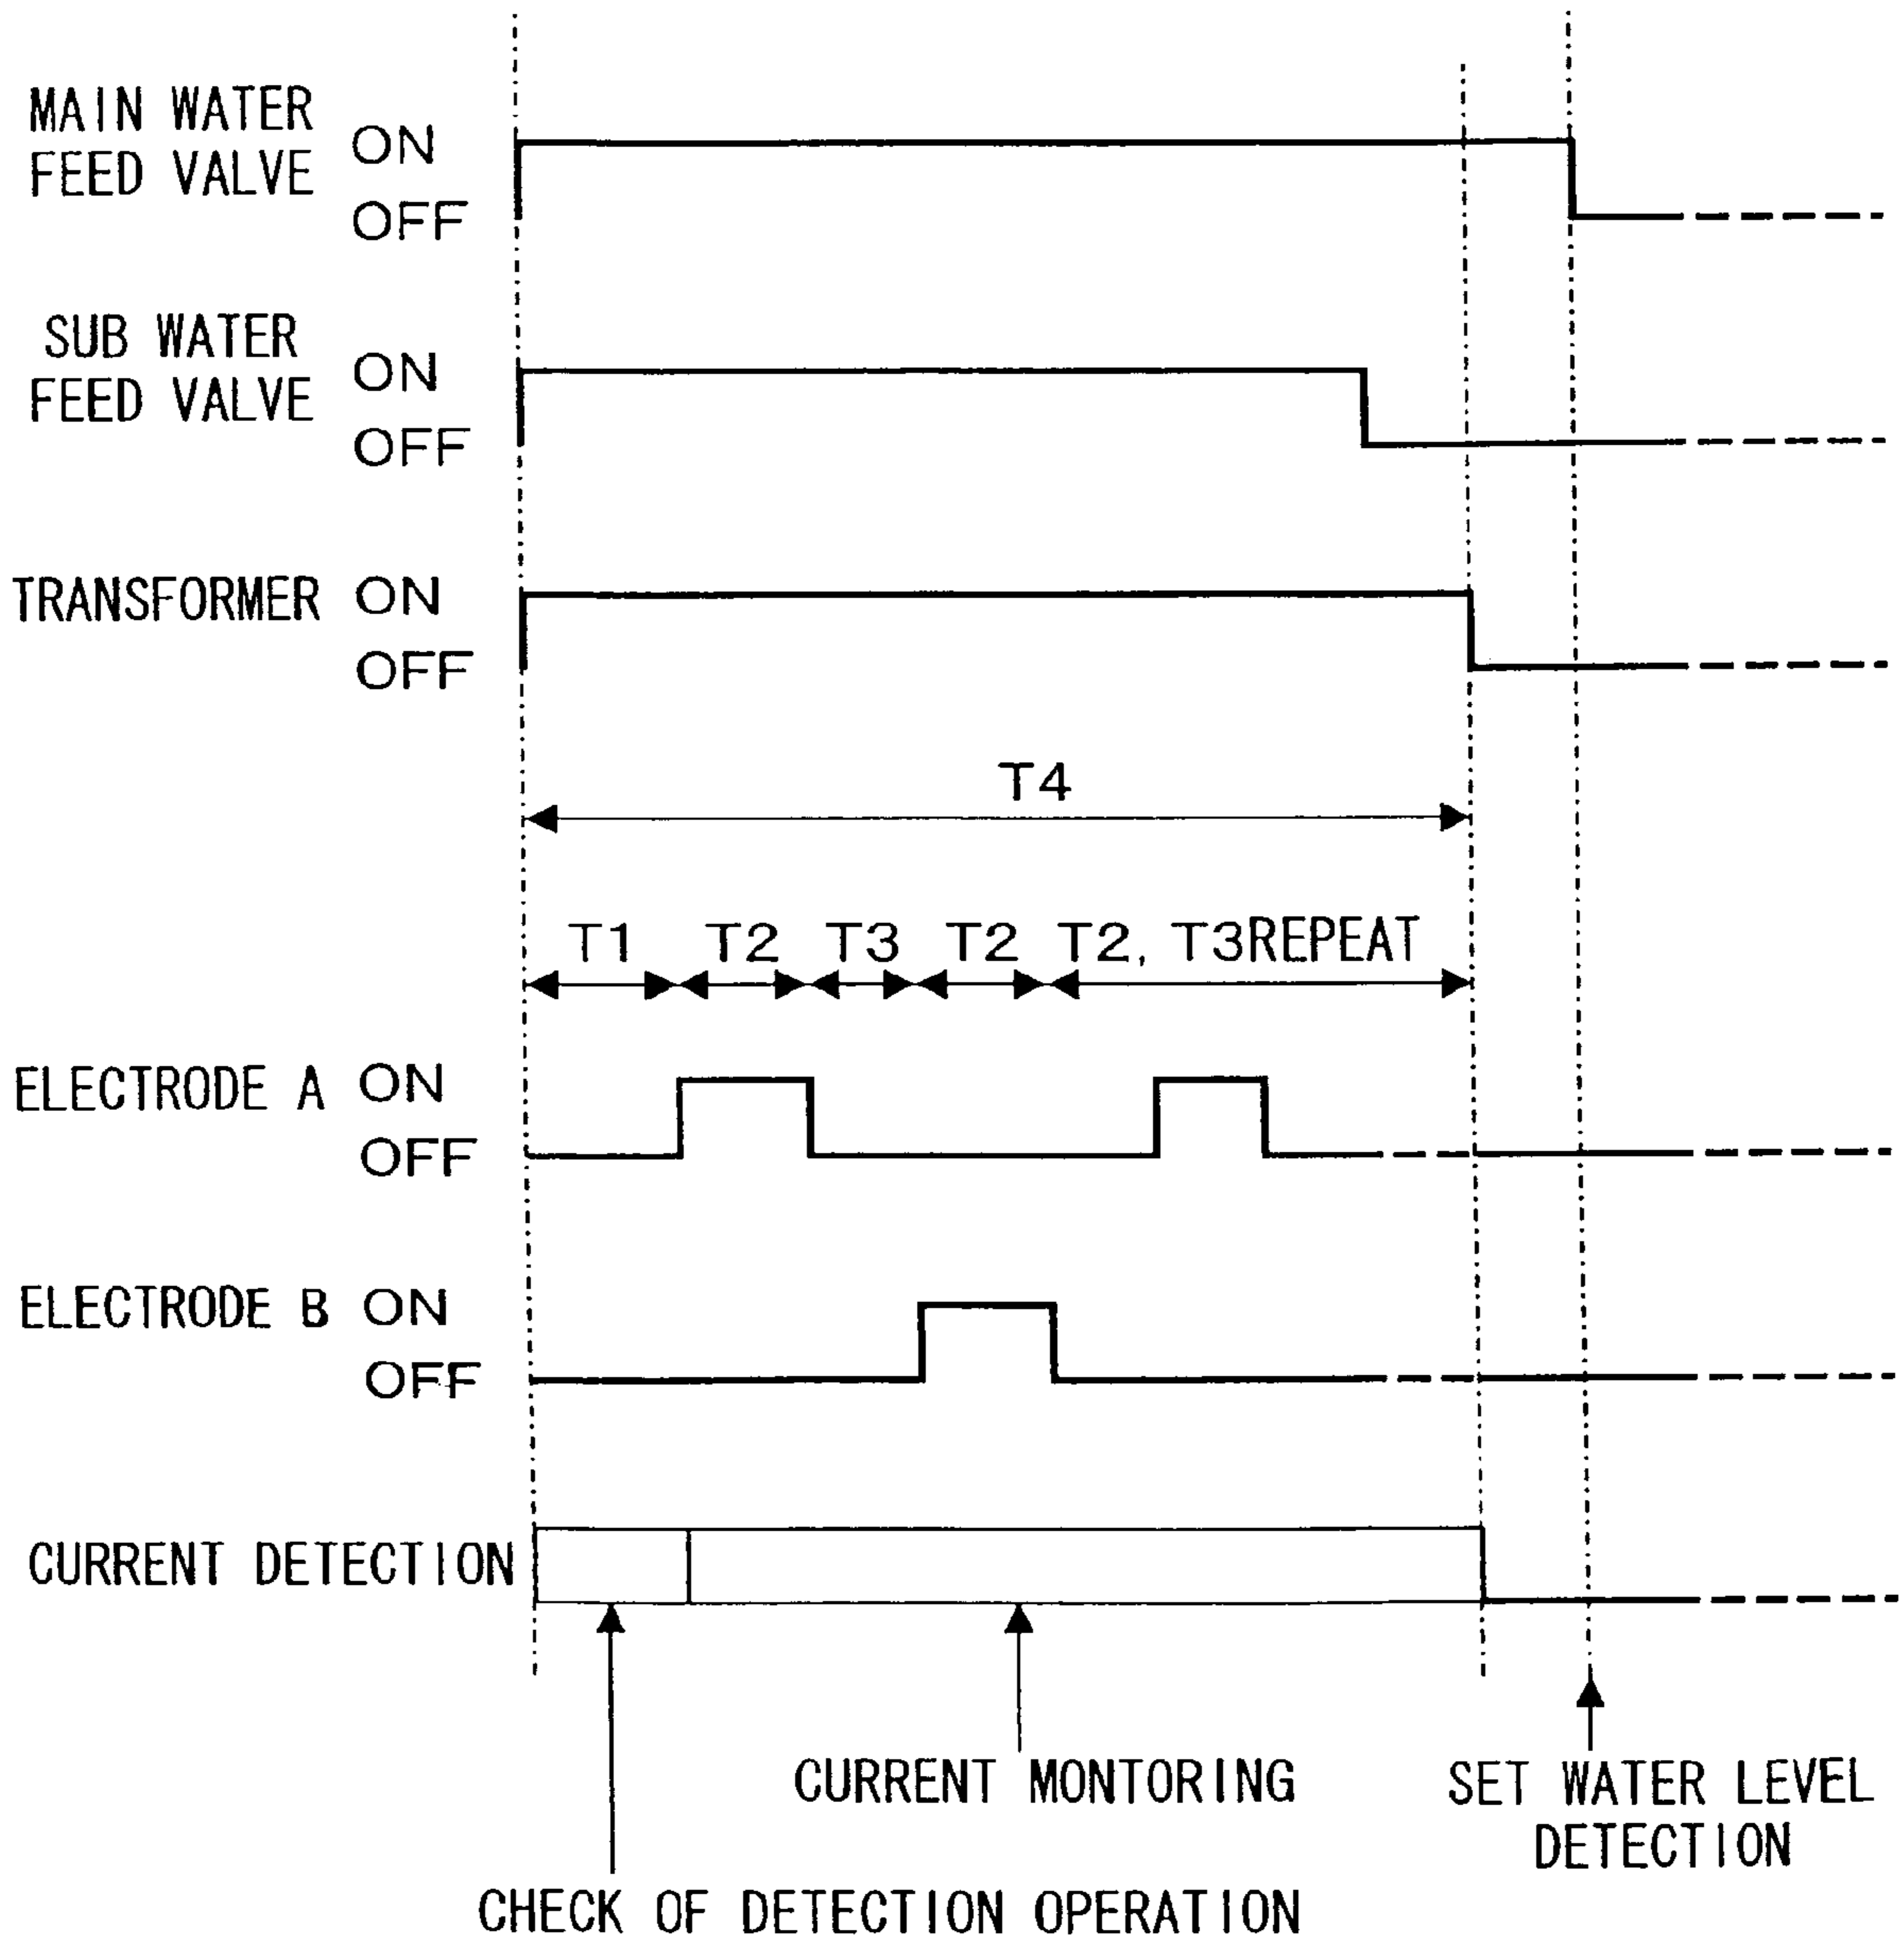 MAIN WATER
FEED VALVE
ON
OFF
SUB WATER
FEED VALVE
ON
OFF
TRANSFORMER ON
OFF
T4
T1 T2 T3 T2 T2, T3REPEAT
ELECTRODE A ON
OFF
ELECTRODE B ON
OFF
CURRENT DETECTION
CURRENT MONTORING
SET WATER LEVEL
DETECTION
CHECK OF DETECTION OPERATION